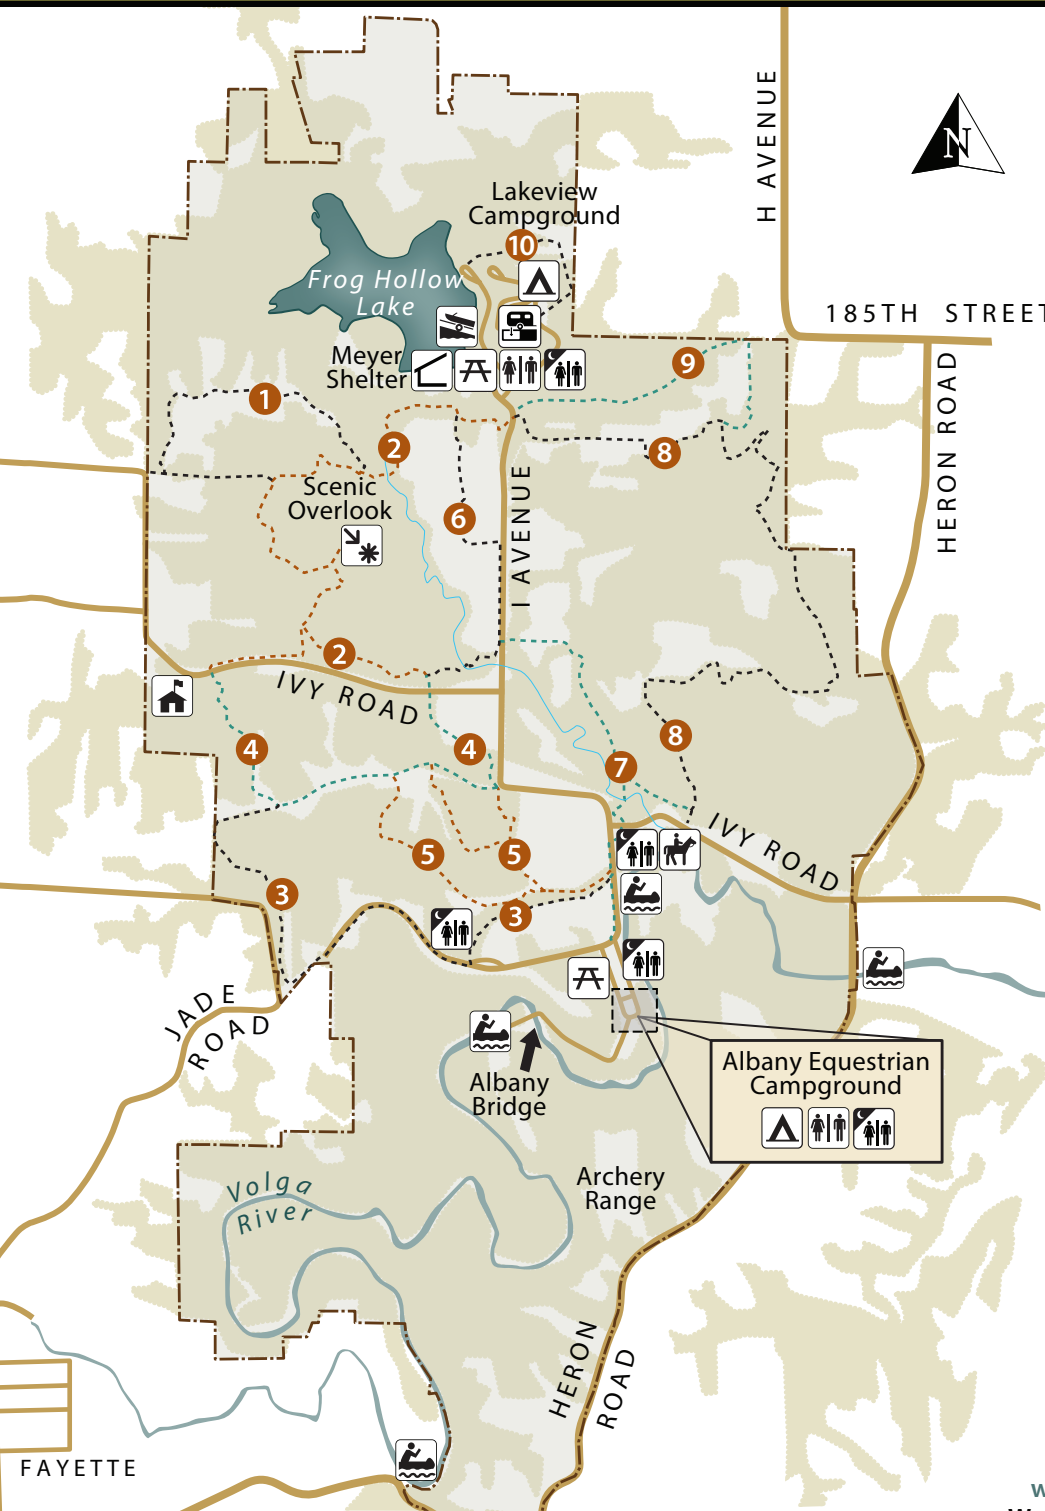 H AVENUE
N
Lakeview
Campground
10
Frog Hollow
Lake
185TH STREET
Meyer
Shelter
9
HERON ROAD
1
2
8
Scenic
Overlook
6
I AVENUE
2
IVY ROAD
4
4
8
7
IVY ROAD
5
5
3
3
JADE
ROAD
Albany
Bridge
Albany Equestrian
Campground
Archery
Range
Volga
River
HERON
ROAD
FAYETTE